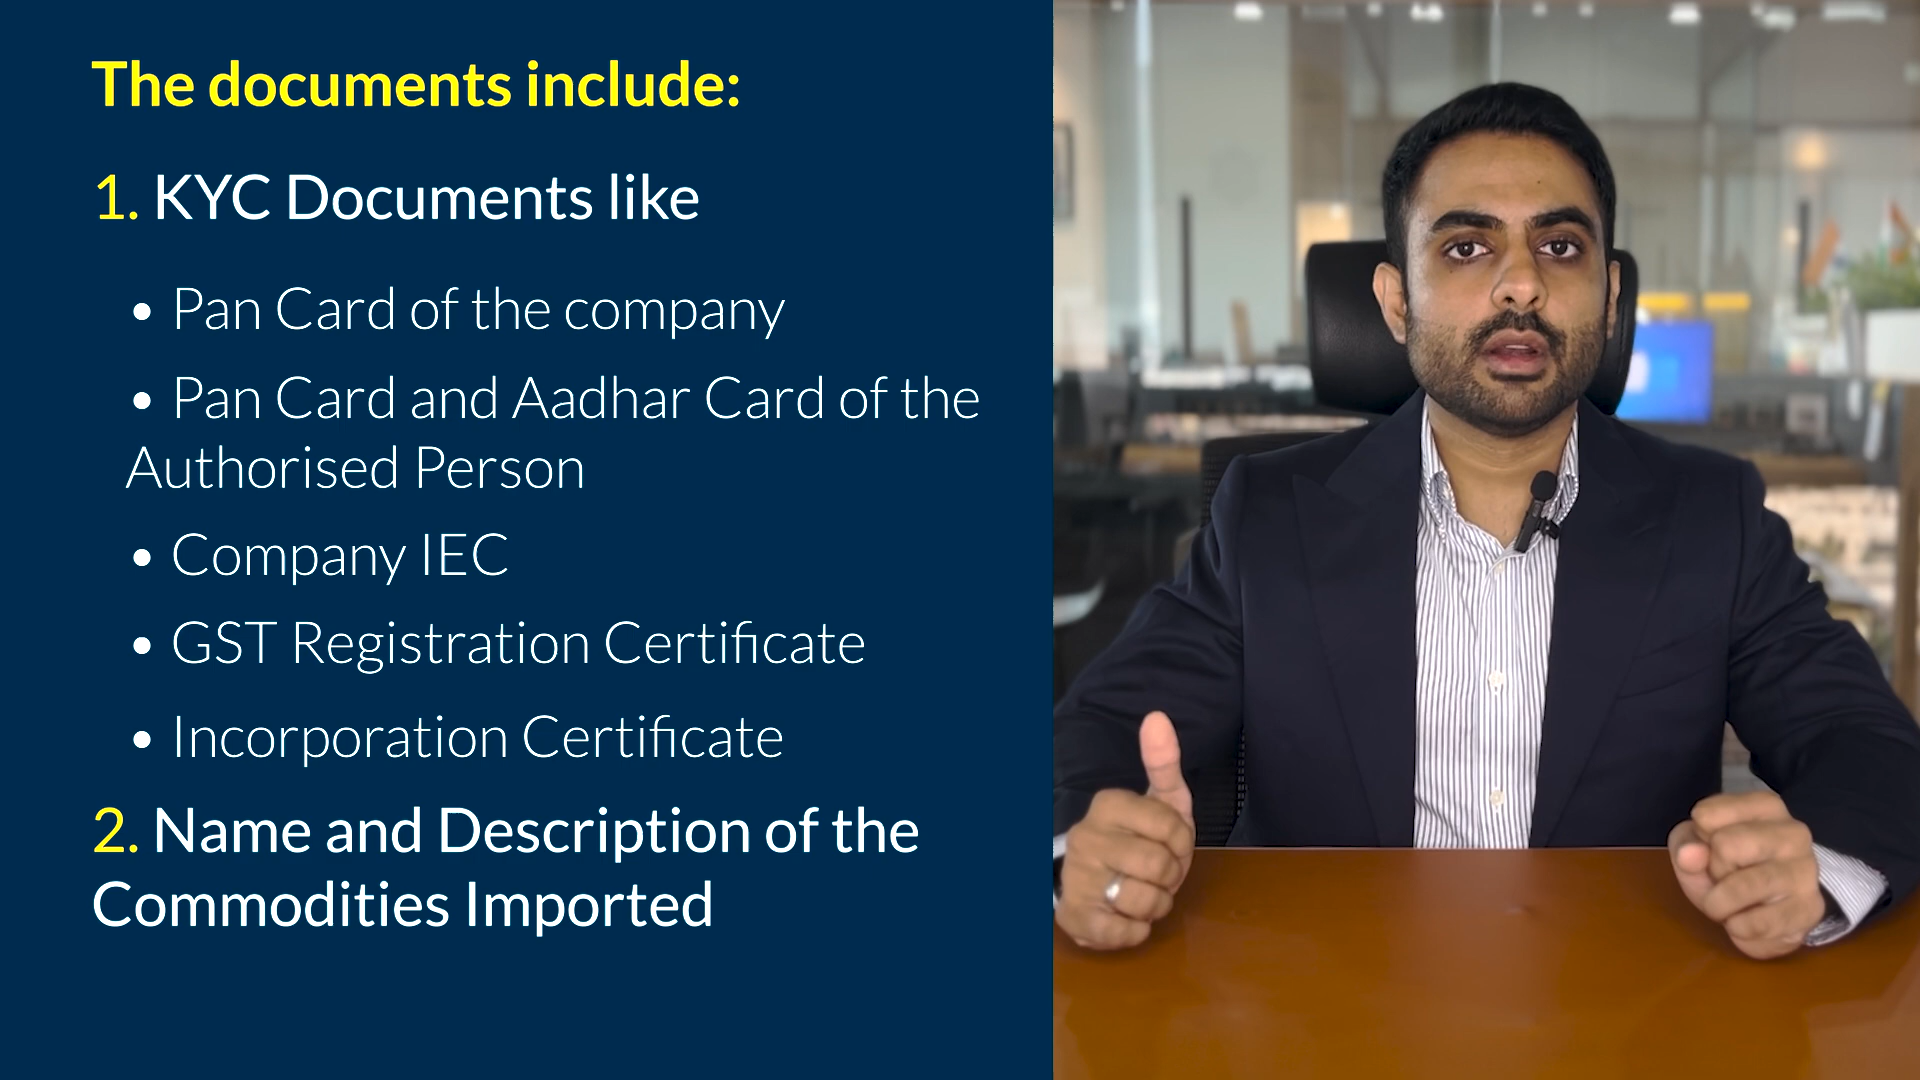 The documents include:
1. KYC Documents like
• Pan Card of the company
• Pan Card and Aadhar Card of the
Authorised Person
• Company IEC
• GST Registration Certificate
• Incorporation Certificate
2. Name and Description of the
Commodities Imported